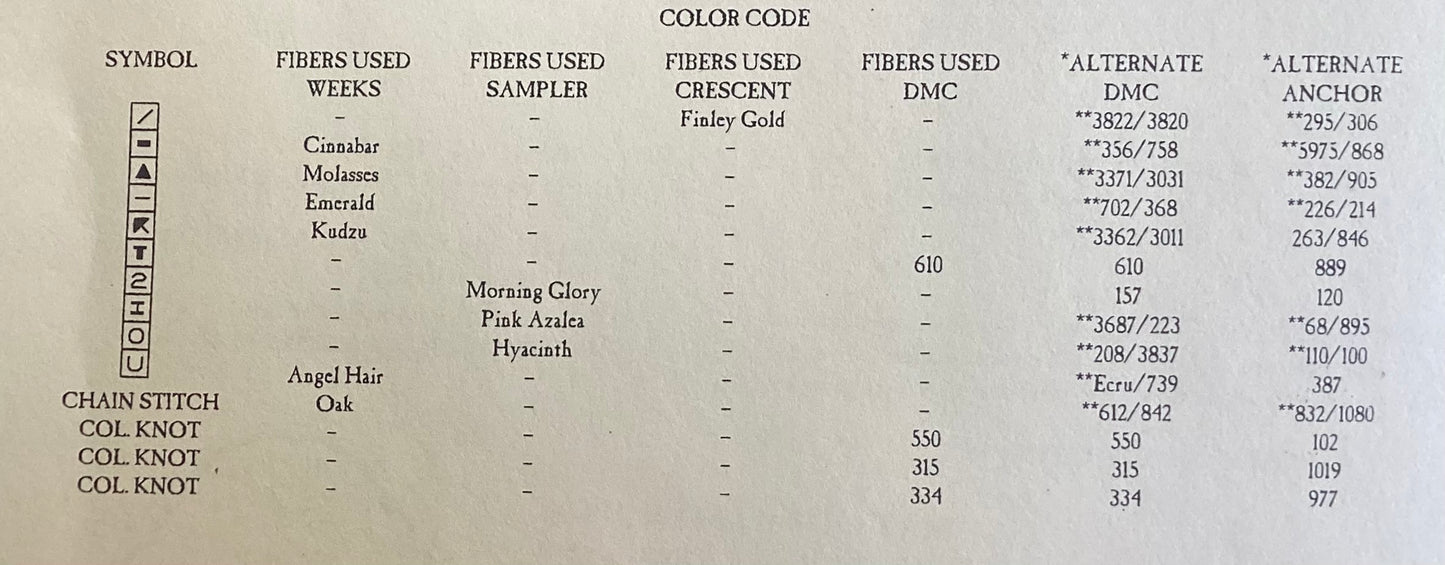 COLOR CODE
SYMBOL FIBERS USED FIBERS USED FIBERS USED FIBERS USED *ALTERNATE *ALTERNATE
WEEKS SAMPLER CRESCENT DMC DMC ANCHOR
/ – – Finley Gold – **3822/3820 **295/306
▬ Cinnabar – – – **356/758 **5975/868
▲ Molasses – – – **3371/3031 **382/905
– Emerald – – – **702/368 **226/214
◤ Kudzu – – – **3362/3011 263/846
T – – – 610 610 889
2 – Morning Glory – – 157 120
I – Pink Azalea – – **3687/223 **68/895
O – Hyacinth – – **208/3837 **110/100
U Angel Hair – – – **Ecru/739 387
CHAIN STITCH Oak – – – **612/842 **832/1080
COL. KNOT – – – 550 550 102
COL. KNOT – – – 315 315 1019
COL. KNOT – – – 334 334 977